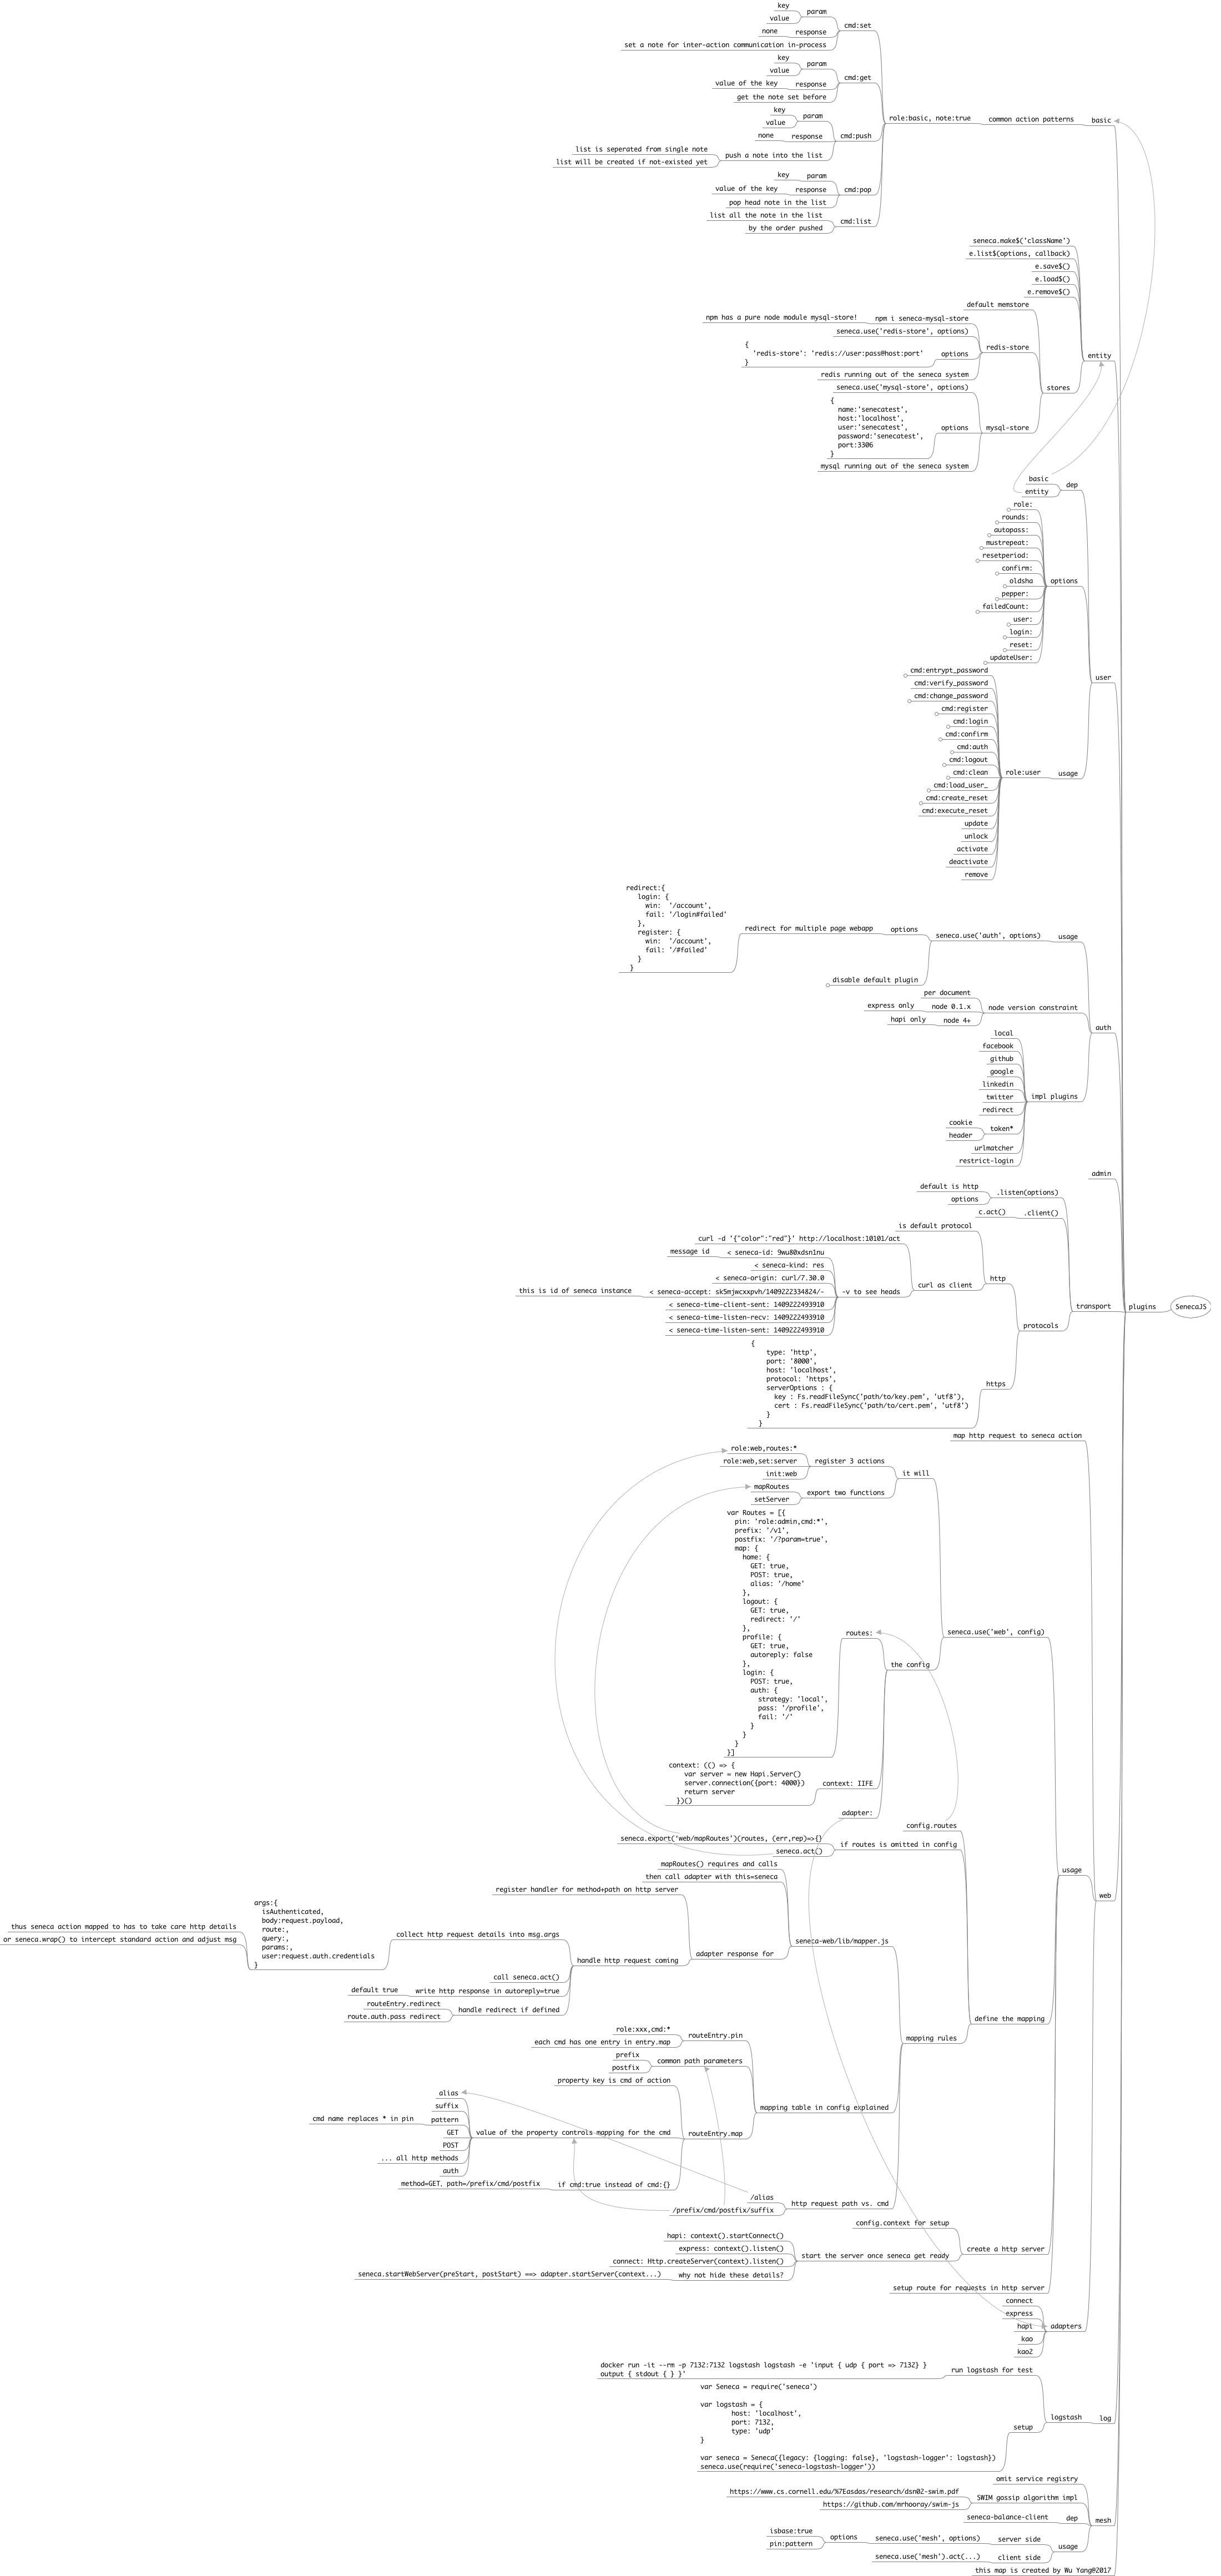 key
param
value
cmd:set
none
response
set a note for inter-action communication in-process
key
param
value
cmd:get
value of the key
response
get the note set before
key
param
value
role:basic, note:true
common action patterns
basic
none
response
cmd:push
list is seperated from single note
push a note into the list
list will be created if not-existed yet
key
param
value of the key
response
cmd:pop
pop head note in the list
list all the note in the list
cmd:list
by the order pushed
seneca.make$('className')
e.list$(options, callback)
e.save$()
e.load$()
e.remove$()
default memstore
npm has a pure node module mysql-store!
npm i seneca-mysql-store
seneca.use('redis-store', options)
redis-store
{
'redis-store': 'redis://user:pass@host:port'
}
options
entity
redis running out of the seneca system
stores
seneca.use('mysql-store', options)
{
name:'senecatest',
host:'localhost',
user:'senecatest',
password:'senecatest',
port:3306
}
options
mysql-store
mysql running out of the seneca system
basic
dep
entity
role:
rounds:
autopass:
mustrepeat:
resetperiod:
confirm:
oldsha
options
pepper:
failedCount:
user:
login:
reset:
updateUser:
cmd:entrypt_password
user
cmd:verify_password
cmd:change_password
cmd:register
cmd:login
cmd:confirm
cmd:auth
cmd:logout
cmd:clean
role:user
usage
cmd:load_user_
cmd:create_reset
cmd:execute_reset
update
unlock
activate
deactivate
remove
redirect:{
login: {
win:  '/account',
fail: '/login#failed'
},
register: {
win:  '/account',
fail: '/#failed'
}
}
redirect for multiple page webapp
options
seneca.use('auth', options)
usage
disable default plugin
per document
express only
node 0.1.x
node version constraint
hapi only
node 4+
auth
local
facebook
github
google
linkedin
twitter
impl plugins
redirect
cookie
token*
header
urlmatcher
restrict-login
admin
default is http
.listen(options)
options
c.act()
.client()
is default protocol
curl -d '{"color":"red"}' http://localhost:10101/act
message id
< seneca-id: 9wu80xdsn1nu
< seneca-kind: res
< seneca-origin: curl/7.30.0
curl as client
http
this is id of seneca instance
< seneca-accept: sk5mjwcxxpvh/1409222334824/-
-v to see heads
< seneca-time-client-sent: 1409222493910
< seneca-time-listen-recv: 1409222493910
< seneca-time-listen-sent: 1409222493910
transport
plugins
SenecaJS
protocols
{
type: 'http',
port: '8000',
host: 'localhost',
protocol: 'https',
serverOptions : {
key : Fs.readFileSync('path/to/key.pem', 'utf8'),
cert : Fs.readFileSync('path/to/cert.pem', 'utf8')
}
}
https
map http request to seneca action
role:web,routes:*
role:web,set:server
register 3 actions
init:web
it will
mapRoutes
export two functions
setServer
var Routes = [{
pin: 'role:admin,cmd:*',
prefix: '/v1',
postfix: '/?param=true',
map: {
home: {
GET: true,
POST: true,
alias: '/home'
},
logout: {
GET: true,
redirect: '/'
},
profile: {
GET: true,
autoreply: false
},
login: {
POST: true,
auth: {
strategy: 'local',
pass: '/profile',
fail: '/'
}
}
}
}]
routes:
seneca.use('web', config)
the config
context: (() => {
var server = new Hapi.Server()
server.connection({port: 4000})
return server
})()
context: IIFE
adapter:
config.routes
seneca.export('web/mapRoutes')(routes, (err,rep)=>{}
if routes is omitted in config
seneca.act()
usage
web
mapRoutes() requires and calls
then call adapter with this=seneca
register handler for method+path on http server
thus seneca action mapped to has to take care http details
or seneca.wrap() to intercept standard action and adjust msg
args:{
isAuthenticated,
body:request.payload,
route:,
query:,
params:,
user:request.auth.credentials
}
collect http request details into msg.args
seneca-web/lib/mapper.js
adapter response for
handle http request coming
call seneca.act()
default true
write http response in autoreply=true
routeEntry.redirect
handle redirect if defined
route.auth.pass redirect
define the mapping
mapping rules
role:xxx,cmd:*
routeEntry.pin
each cmd has one entry in entry.map
prefix
common path parameters
postfix
property key is cmd of action
alias
suffix
mapping table in config explained
cmd name replaces * in pin
pattern
GET
value of the property controls mapping for the cmd
routeEntry.map
POST
... all http methods
auth
method=GET, path=/prefix/cmd/postfix
if cmd:true instead of cmd:{}
/alias
http request path vs. cmd
/prefix/cmd/postfix/suffix
config.context for setup
hapi: context().startConnect()
express: context().listen()
create a http server
start the server once seneca get ready
connect: Http.createServer(context).listen()
seneca.startWebServer(preStart, postStart) ==> adapter.startServer(context...)
why not hide these details?
setup route for requests in http server
connect
express
hapi
adapters
kao
kao2
docker run -it --rm -p 7132:7132 logstash logstash -e 'input { udp { port => 7132} }
output { stdout { } }'
run logstash for test
var Seneca = require('seneca')
var logstash = {
host: 'localhost',
port: 7132,
type: 'udp'
}
var seneca = Seneca({legacy: {logging: false}, 'logstash-logger': logstash})
seneca.use(require('seneca-logstash-logger'))
setup
logstash
log
omit service registry
https://www.cs.cornell.edu/%7Easdas/research/dsn02-swim.pdf
SWIM gossip algorithm impl
https://github.com/mrhooray/swim-js
seneca-balance-client
dep
mesh
isbase:true
options
seneca.use('mesh', options)
server side
pin:pattern
usage
seneca.use('mesh').act(...)
client side
this map is created by Wu Yang@2017